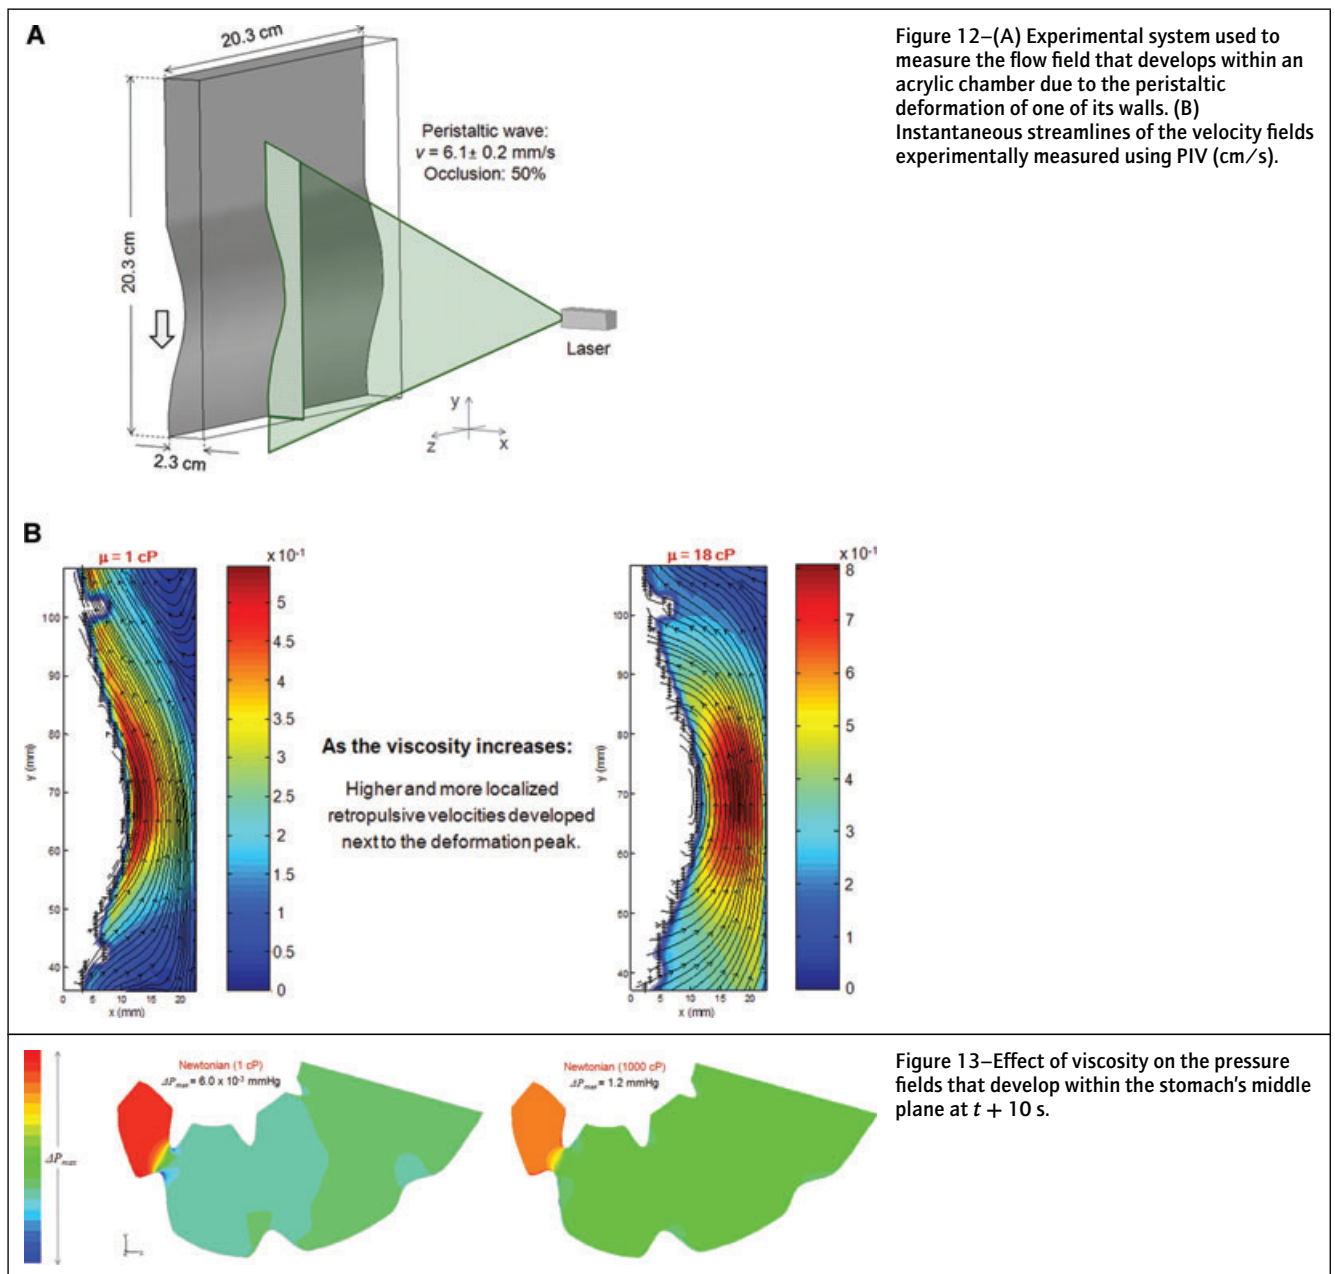 A
20.3 cm
Peristaltic wave:
v = 6.1± 0.2 mm/s
Occlusion: 50%
20.3 cm
Laser
y
z
x
2.3 cm
Figure 12–(A) Experimental system used to
measure the flow field that develops within an
acrylic chamber due to the peristaltic
deformation of one of its walls. (B)
Instantaneous streamlines of the velocity fields
experimentally measured using PIV (cm/s).
B
μ = 1 cP
x10⁻¹
5
4.5
4
3.5
3
2.5
2
1.5
1
0.5
0
100
90
80
70
60
50
40
y (mm)
0 5 10 15 20
x (mm)
As the viscosity increases:
Higher and more localized
retropulsive velocities developed
next to the deformation peak.
μ = 18 cP
x10⁻¹
8
7
6
5
4
3
2
1
0
100
90
80
70
60
50
40
y (mm)
0 5 10 15 20
x (mm)
ΔPmax
Newtonian (1 cP)
ΔPmax = 6.0 x 10⁻³ mmHg
Newtonian (1000 cP)
ΔPmax = 1.2 mmHg
Figure 13–Effect of viscosity on the pressure
fields that develop within the stomach's middle
plane at t + 10 s.